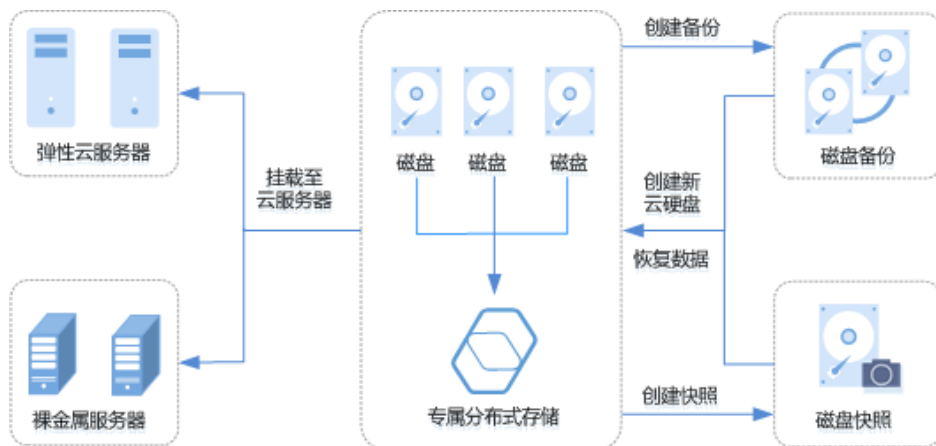 弹性云服务器
裸金属服务器
挂载至
云服务器
磁盘
磁盘
磁盘
专属分布式存储
创建备份
创建新
云硬盘
恢复数据
创建快照
磁盘备份
磁盘快照